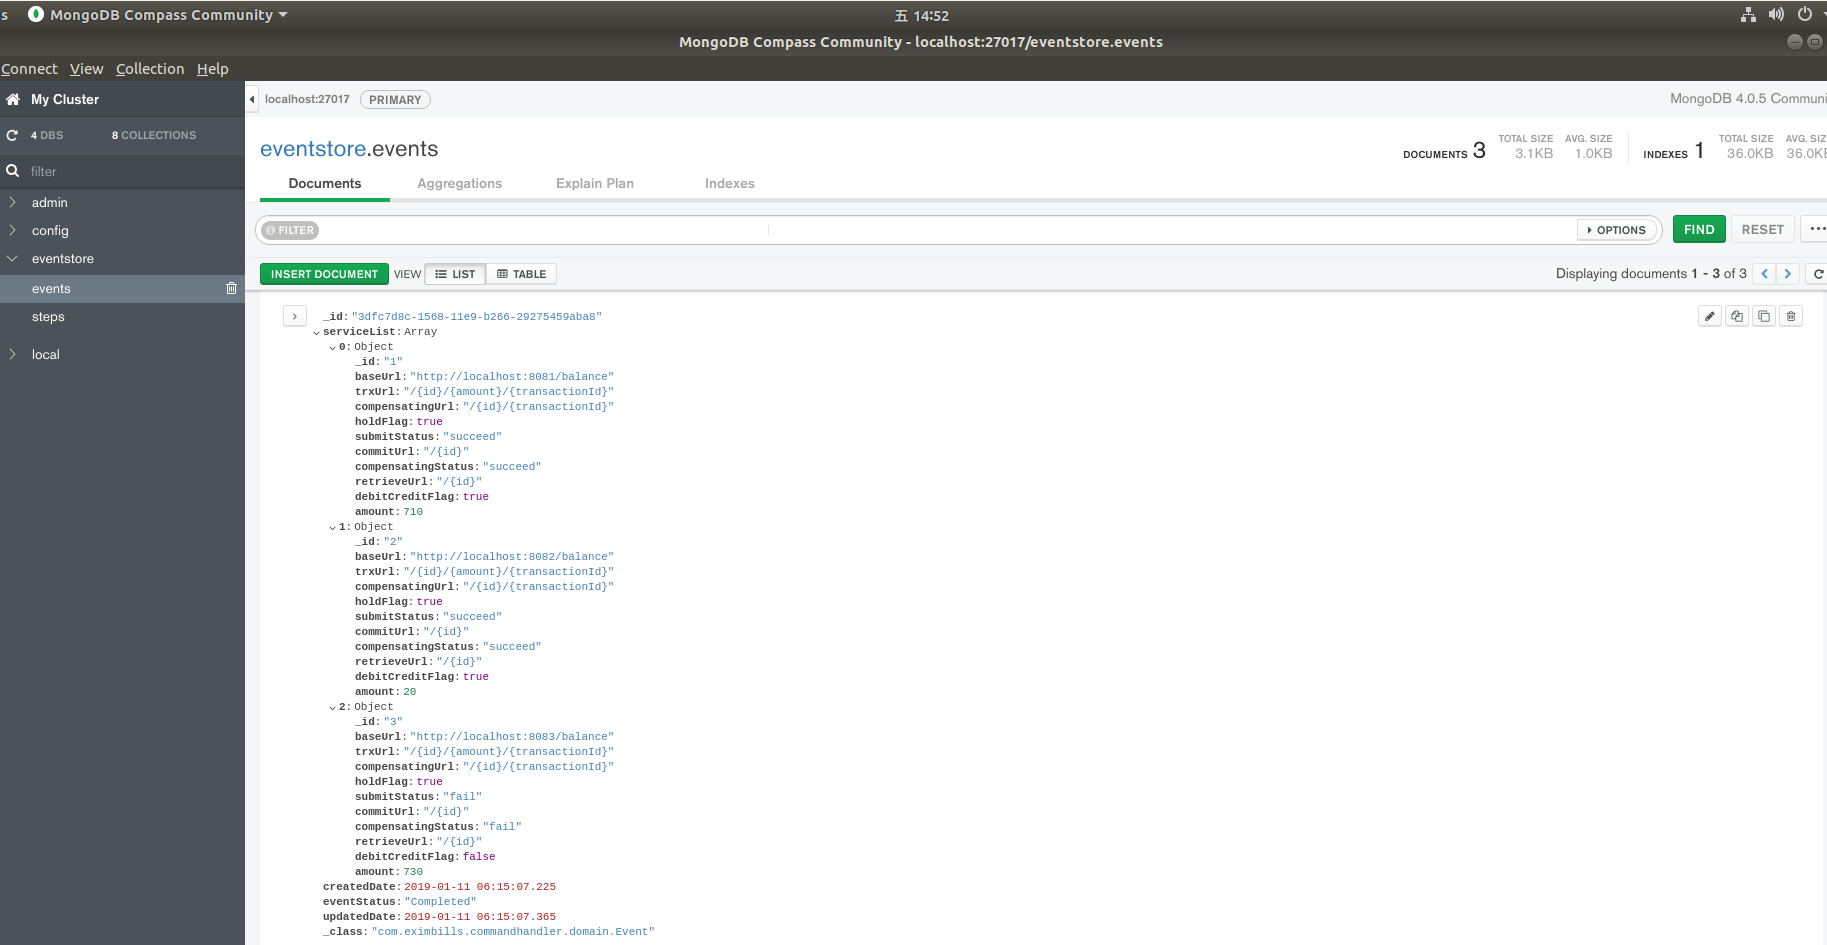 s MongoDB Compass Community 五 14:52
MongoDB Compass Community - localhost:27017/eventstore.events
Connect View Collection Help
My Cluster
localhost:27017 PRIMARY MongoDB 4.0.5 Communi
4 DBS 8 COLLECTIONS
filter
admin
config
eventstore
events
steps
local
eventstore.events
DOCUMENTS 3 TOTAL SIZE 3.1KB AVG. SIZE 1.0KB INDEXES 1 TOTAL SIZE 36.0KB AVG. SIZ 36.0KB
Documents Aggregations Explain Plan Indexes
FILTER OPTIONS FIND RESET ...
INSERT DOCUMENT VIEW LIST TABLE Displaying documents 1 - 3 of 3
_id: "3dfc7d8c-1568-11e9-b266-29275459aba8"
serviceList: Array
0: Object
_id: "1"
baseUrl: "http://localhost:8081/balance"
trxUrl: "/{id}/{amount}/{transactionId}"
compensatingUrl: "/{id}/{transactionId}"
holdFlag: true
submitStatus: "succeed"
commitUrl: "/{id}"
compensatingStatus: "succeed"
retrieveUrl: "/{id}"
debitCreditFlag: true
amount: 710
1: Object
_id: "2"
baseUrl: "http://localhost:8082/balance"
trxUrl: "/{id}/{amount}/{transactionId}"
compensatingUrl: "/{id}/{transactionId}"
holdFlag: true
submitStatus: "succeed"
commitUrl: "/{id}"
compensatingStatus: "succeed"
retrieveUrl: "/{id}"
debitCreditFlag: true
amount: 20
2: Object
_id: "3"
baseUrl: "http://localhost:8083/balance"
trxUrl: "/{id}/{amount}/{transactionId}"
compensatingUrl: "/{id}/{transactionId}"
holdFlag: true
submitStatus: "fail"
commitUrl: "/{id}"
compensatingStatus: "fail"
retrieveUrl: "/{id}"
debitCreditFlag: false
amount: 730
createdDate: 2019-01-11 06:15:07.225
eventStatus: "Completed"
updatedDate: 2019-01-11 06:15:07.365
_class: "com.eximbills.commandhandler.domain.Event"